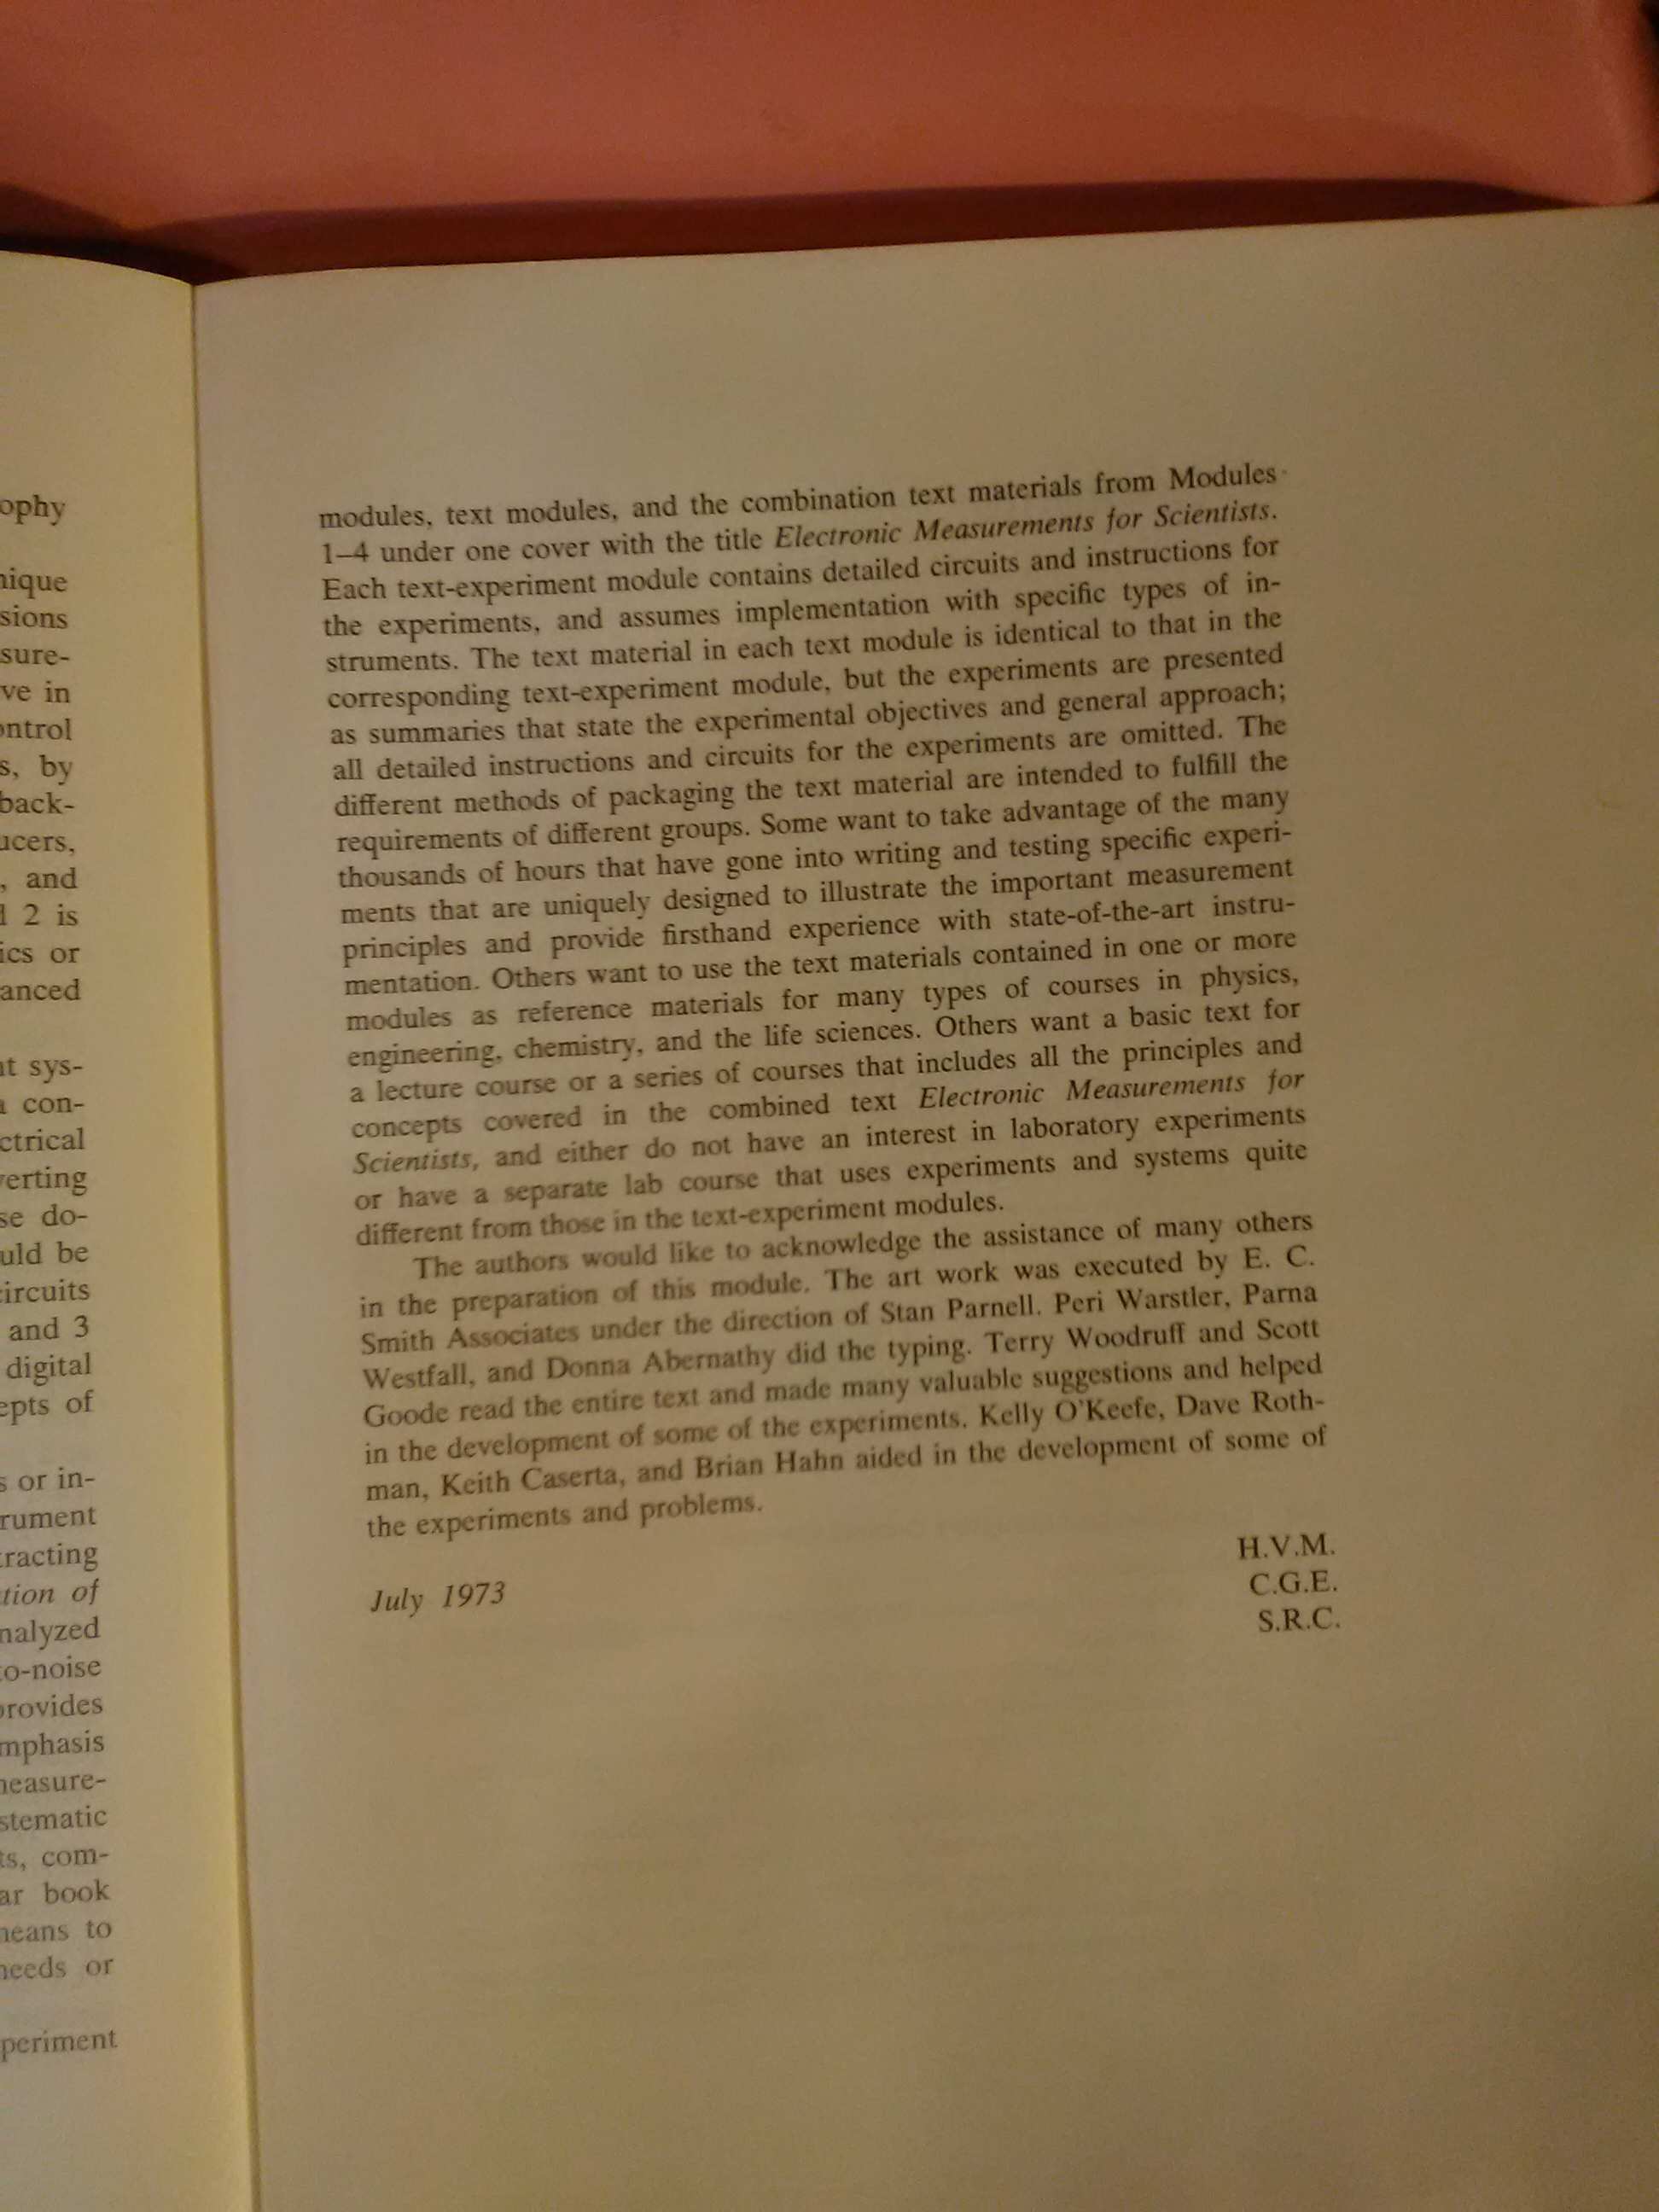 ophy
nique
sions
sure-
ve in
ontrol
s, by
back-
ucers,
, and
d 2 is
ics or
anced
nt sys-
a con-
ctrical
verting
se do-
uld be
circuits
and 3
digital
epts of
s or in-
rument
tracting
tion of
nalyzed
to-noise
provides
mphasis
measure-
stematic
ts, com-
ar book
means to
needs or
periment
modules, text modules, and the combination text materials from Modules
1–4 under one cover with the title Electronic Measurements for Scientists.
Each text-experiment module contains detailed circuits and instructions for
the experiments, and assumes implementation with specific types of in-
struments. The text material in each text module is identical to that in the
corresponding text-experiment module, but the experiments are presented
as summaries that state the experimental objectives and general approach;
all detailed instructions and circuits for the experiments are omitted. The
different methods of packaging the text material are intended to fulfill the
requirements of different groups. Some want to take advantage of the many
thousands of hours that have gone into writing and testing specific experi-
ments that are uniquely designed to illustrate the important measurement
principles and provide firsthand experience with state-of-the-art instru-
mentation. Others want to use the text materials contained in one or more
modules as reference materials for many types of courses in physics,
engineering, chemistry, and the life sciences. Others want a basic text for
a lecture course or a series of courses that includes all the principles and
concepts covered in the combined text Electronic Measurements for
Scientists, and either do not have an interest in laboratory experiments
or have a separate lab course that uses experiments and systems quite
different from those in the text-experiment modules.
The authors would like to acknowledge the assistance of many others
in the preparation of this module. The art work was executed by E. C.
Smith Associates under the direction of Stan Parnell. Peri Warstler, Parna
Westfall, and Donna Abernathy did the typing. Terry Woodruff and Scott
Goode read the entire text and made many valuable suggestions and helped
in the development of some of the experiments. Kelly O'Keefe, Dave Roth-
man, Keith Caserta, and Brian Hahn aided in the development of some of
the experiments and problems.
H.V.M.
C.G.E.
S.R.C.
July 1973